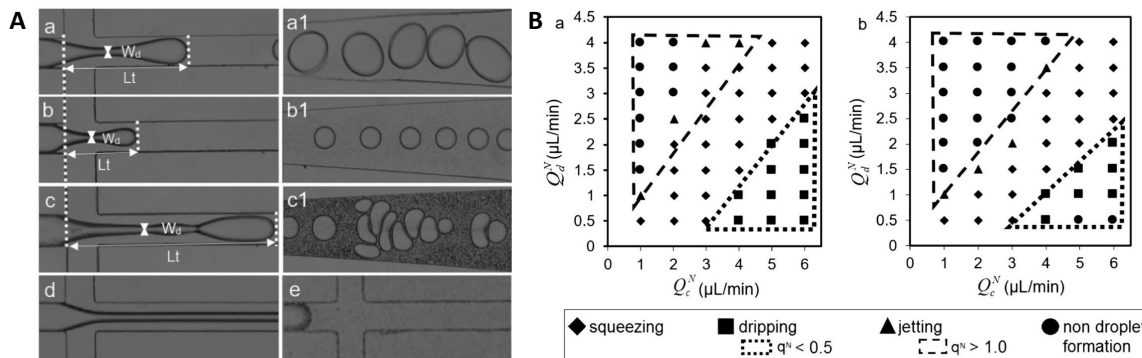 A
a
W_d
Lt
a1
b
W_d
Lt
b1
c
W_d
Lt
c1
d
e
B
a
4.5
4
3.5
3
2.5
2
1.5
1
0.5
0
Q_d^N (µL/min)
0 1 2 3 4 5 6
Q_c^N (µL/min)
b
4.5
4
3.5
3
2.5
2
1.5
1
0.5
0
Q_d^N (µL/min)
0 1 2 3 4 5 6
Q_c^N (µL/min)
squeezing dripping jetting non droplet
q^N < 0.5 q^N > 1.0 formation